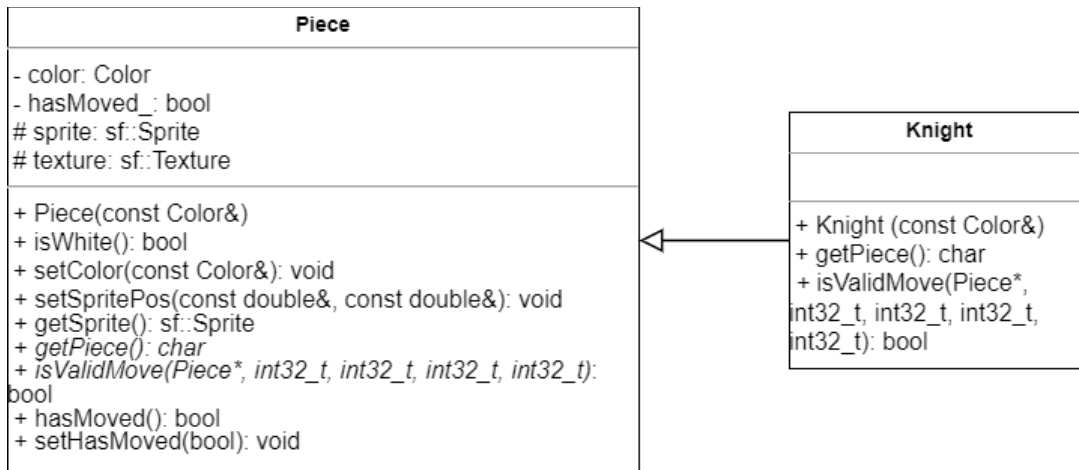 Piece
- color: Color
- hasMoved_: bool
# sprite: sf::Sprite
# texture: sf::Texture
+ Piece(const Color&)
+ isWhite(): bool
+ setColor(const Color&): void
+ setSpritePos(const double&, const double&): void
+ getSprite(): sf::Sprite
+ getPiece(): char
+ isValidMove(Piece*, int32_t, int32_t, int32_t, int32_t):
bool
+ hasMoved(): bool
+ setHasMoved(bool): void
Knight
+ Knight (const Color&)
+ getPiece(): char
+ isValidMove(Piece*,
int32_t, int32_t, int32_t,
int32_t): bool